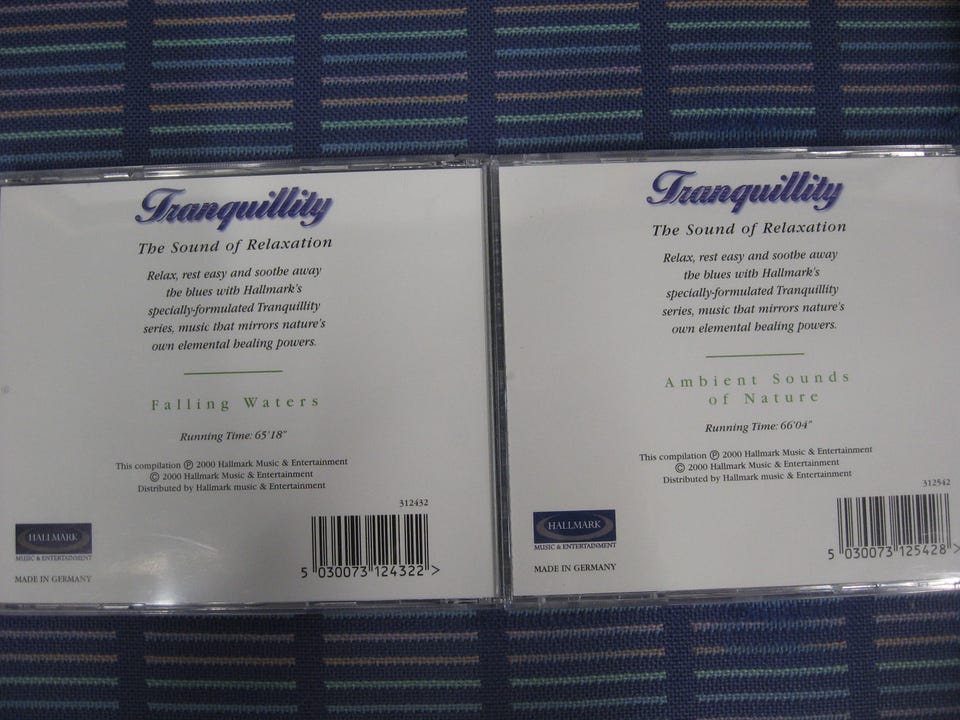 Tranquillity
The Sound of Relaxation
Relax, rest easy and soothe away
the blues with Hallmark's
specially-formulated Tranquillity
series, music that mirrors nature's
own elemental healing powers.
Falling Waters
Running Time: 65'18"
This compilation ℗ 2000 Hallmark Music & Entertainment
© 2000 Hallmark Music & Entertainment
Distributed by Hallmark music & Entertainment
312432
HALLMARK
MUSIC & ENTERTAINMENT
MADE IN GERMANY
5 030073 124322 >
Tranquillity
The Sound of Relaxation
Relax, rest easy and soothe away
the blues with Hallmark's
specially-formulated Tranquillity
series, music that mirrors nature's
own elemental healing powers.
Ambient Sounds
of Nature
Running Time: 66'04"
This compilation ℗ 2000 Hallmark Music & Entertainment
© 2000 Hallmark Music & Entertainment
Distributed by Hallmark music & Entertainment
312542
HALLMARK
MUSIC & ENTERTAINMENT
MADE IN GERMANY
5 030073 125428 >